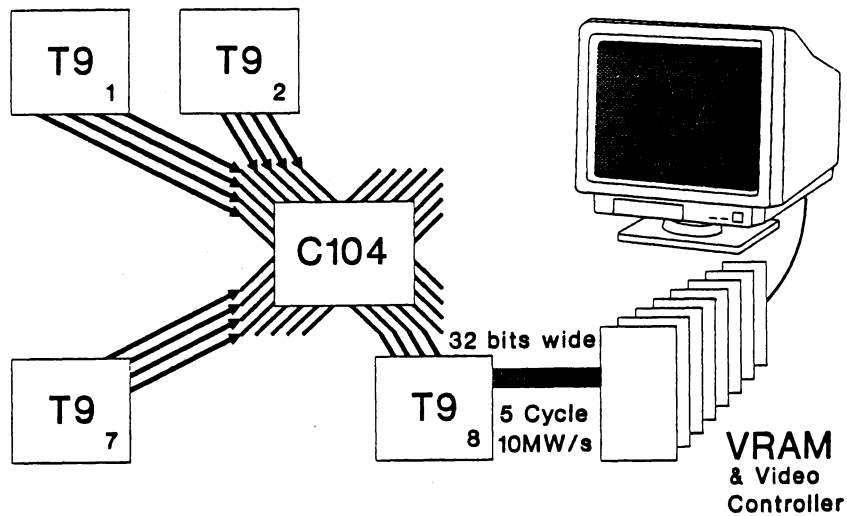 T9
1
T9
2
C104
32 bits wide
T9
7
T9
8
5 Cycle
10MW/s
VRAM
& Video
Controller